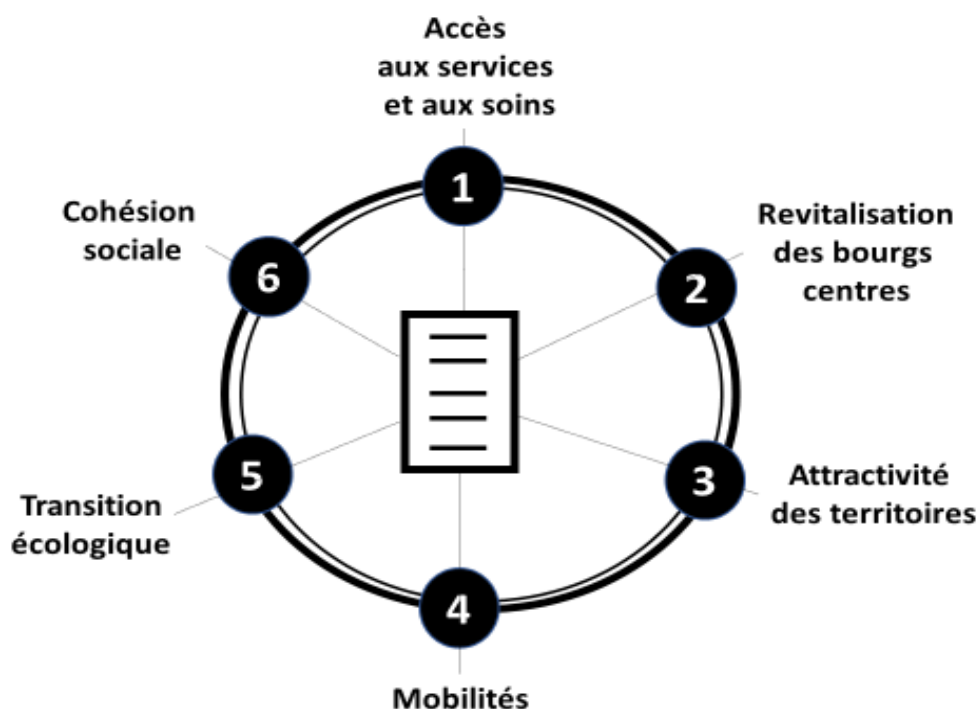 Accès
aux services
et aux soins
1
Revitalisation
des bourgs
centres
2
Attractivité
des territoires
3
Mobilités
4
Transition
écologique
5
Cohésion
sociale
6